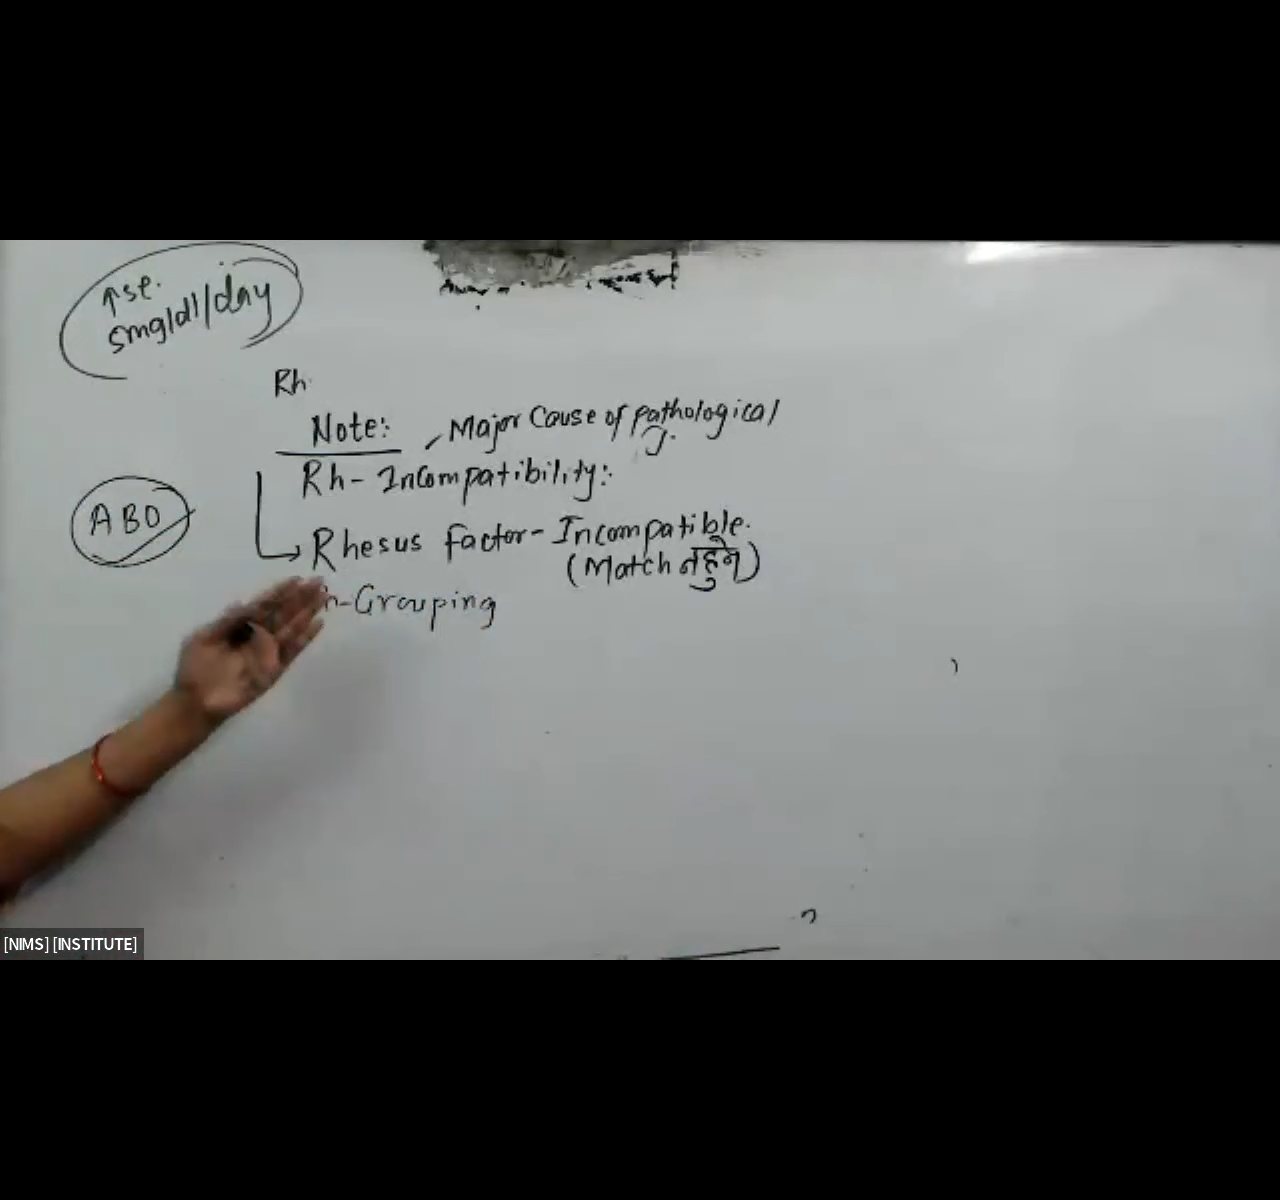 ↑se.
5mg/dl/day
Rh
Note:
Major Cause of pathological
J.
Rh- Incompatibility:
ABO
Rhesus factor- Incompatible.
(Match नहुने)
h-Grouping
[NIMS] [INSTITUTE]